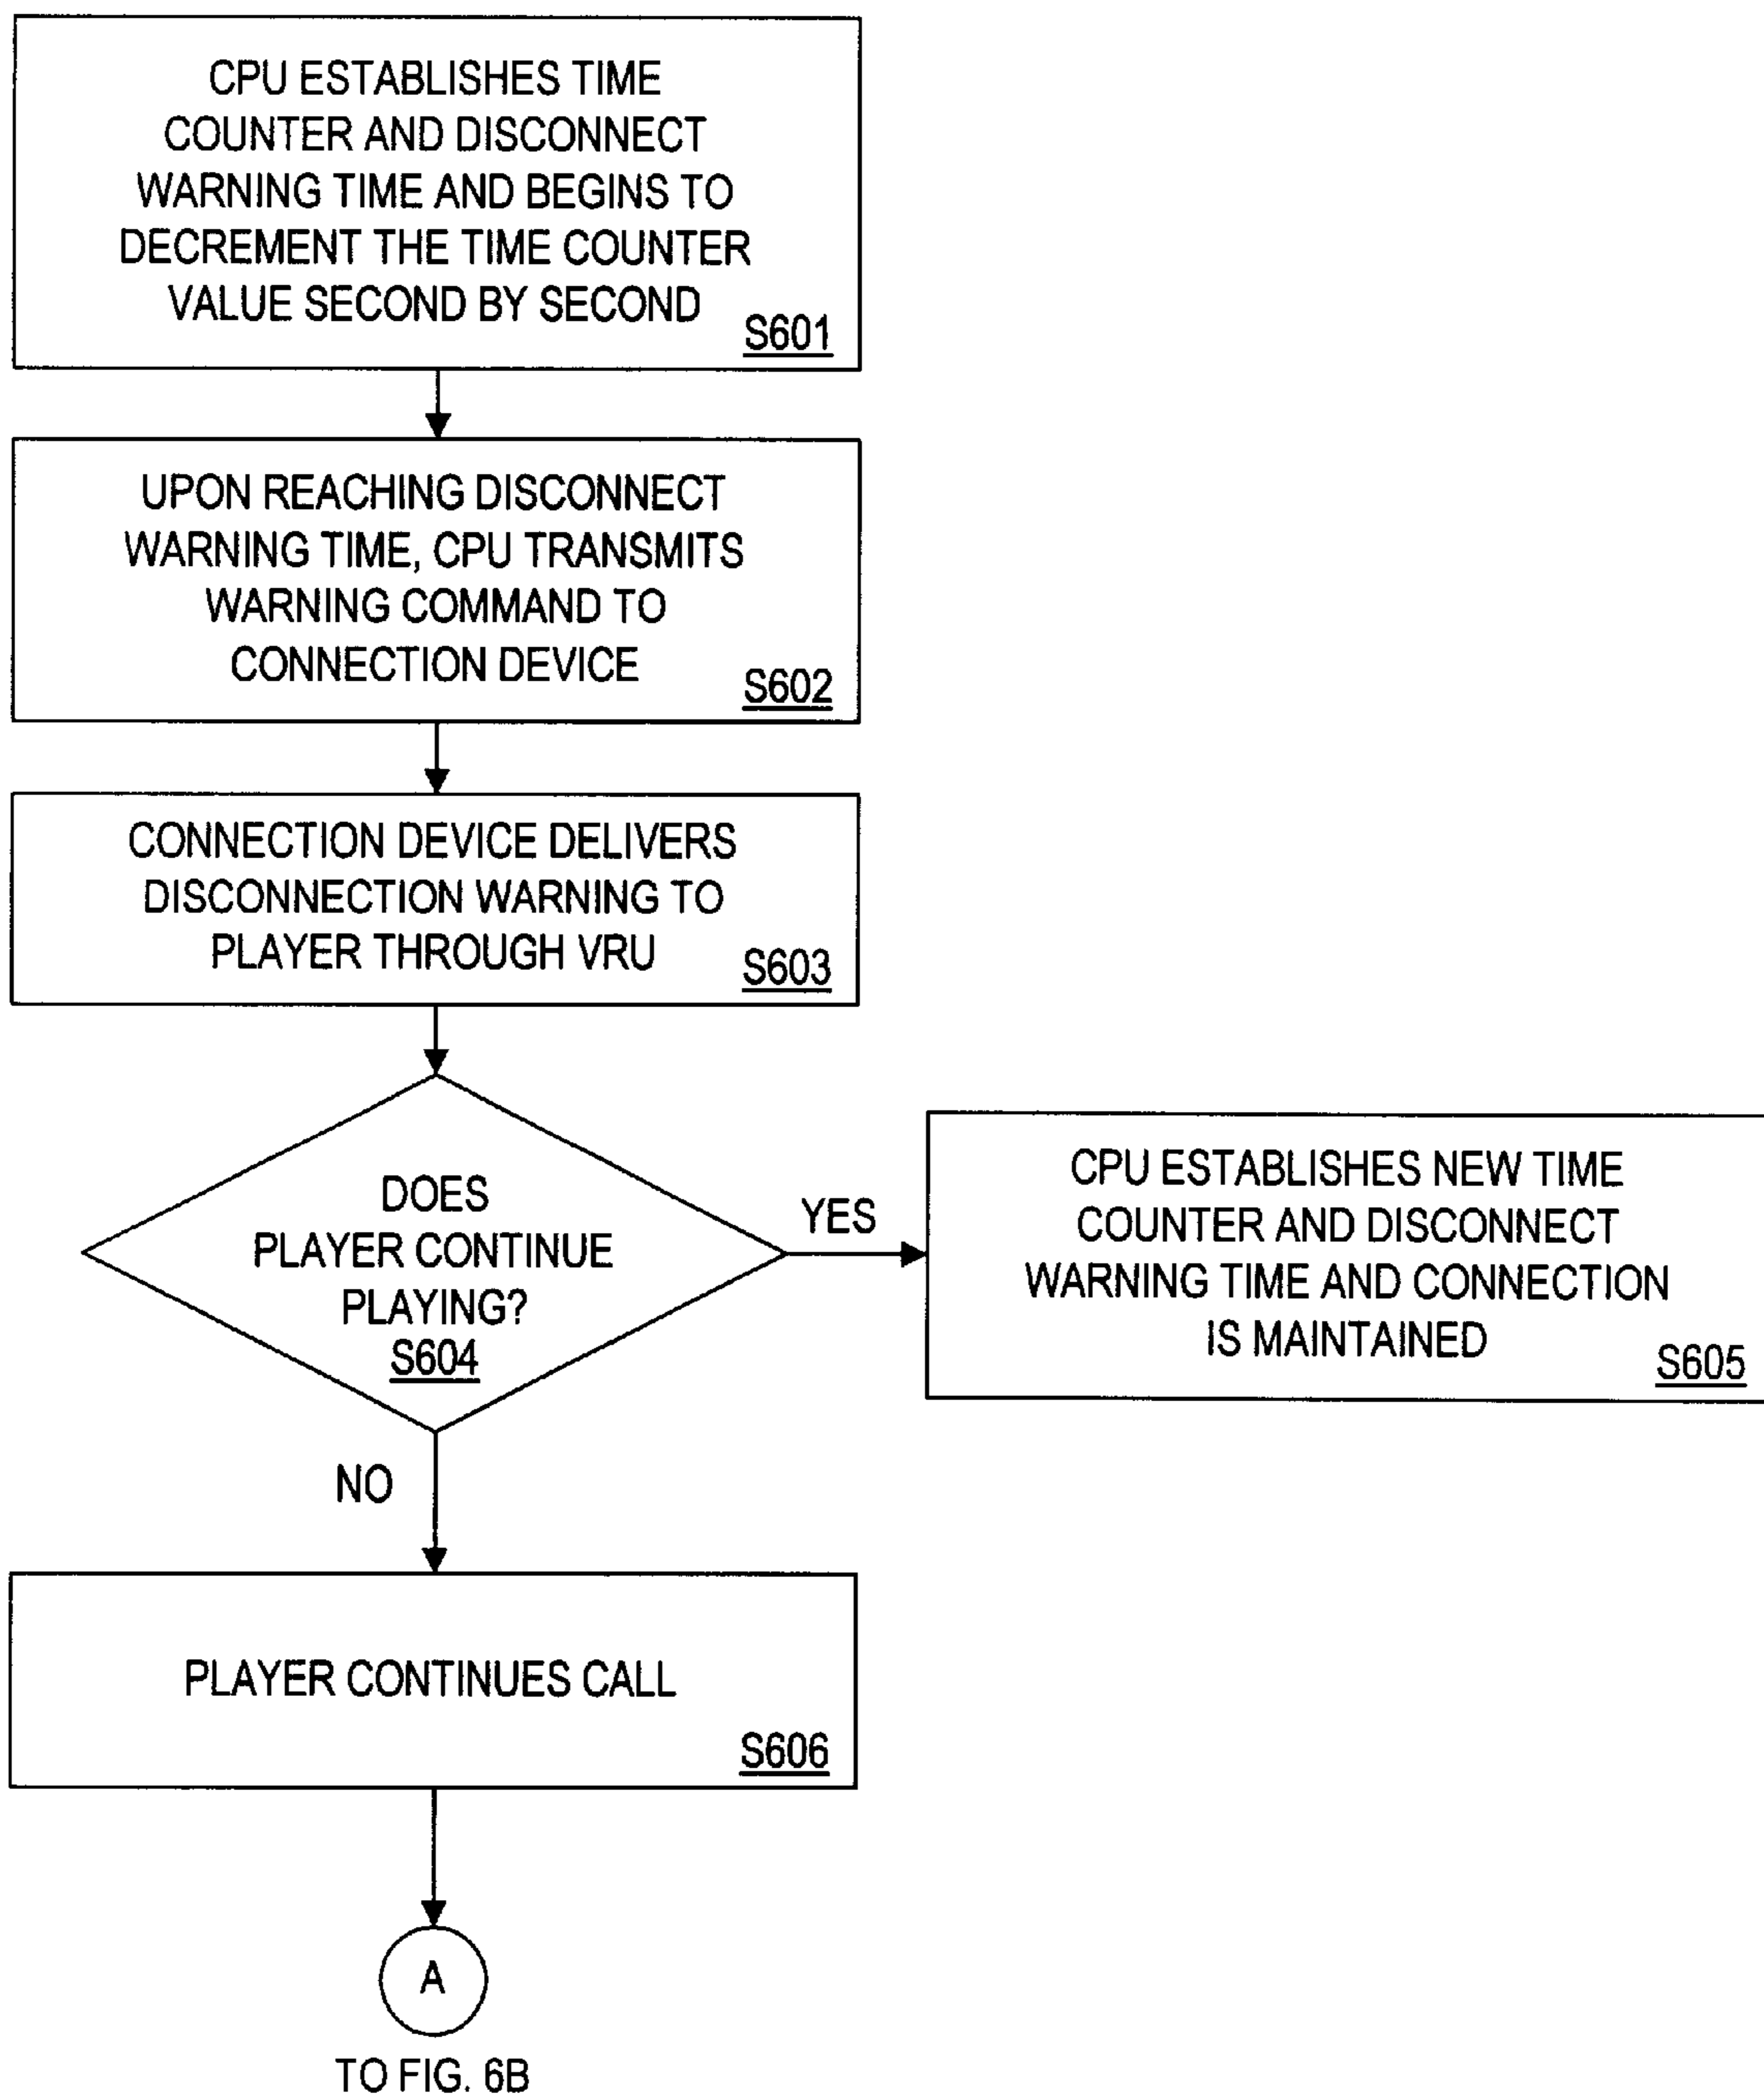 CPU ESTABLISHES TIME
COUNTER AND DISCONNECT
WARNING TIME AND BEGINS TO
DECREMENT THE TIME COUNTER
VALUE SECOND BY SECOND
S601
UPON REACHING DISCONNECT
WARNING TIME, CPU TRANSMITS
WARNING COMMAND TO
CONNECTION DEVICE
S602
CONNECTION DEVICE DELIVERS
DISCONNECTION WARNING TO
PLAYER THROUGH VRU
S603
DOES
PLAYER CONTINUE
PLAYING?
S604
YES
CPU ESTABLISHES NEW TIME
COUNTER AND DISCONNECT
WARNING TIME AND CONNECTION
IS MAINTAINED
S605
NO
PLAYER CONTINUES CALL
S606
A
TO FIG. 6B